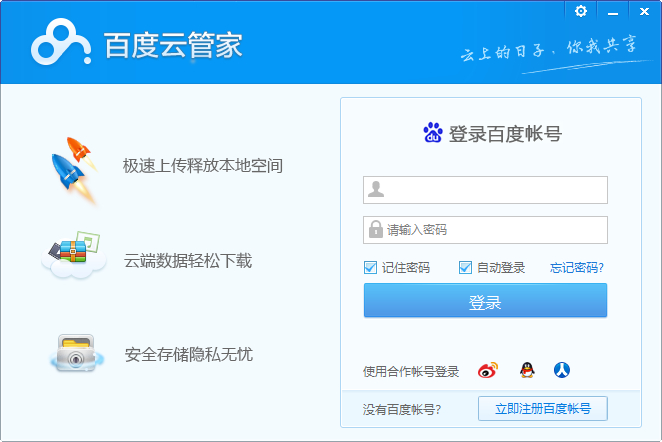 百度云管家
云上的日子、你我共享
极速上传释放本地空间
云端数据轻松下载
安全存储隐私无忧
du 登录百度帐号
请输入密码
记住密码 自动登录 忘记密码?
登录
使用合作帐号登录
没有百度帐号? 立即注册百度帐号